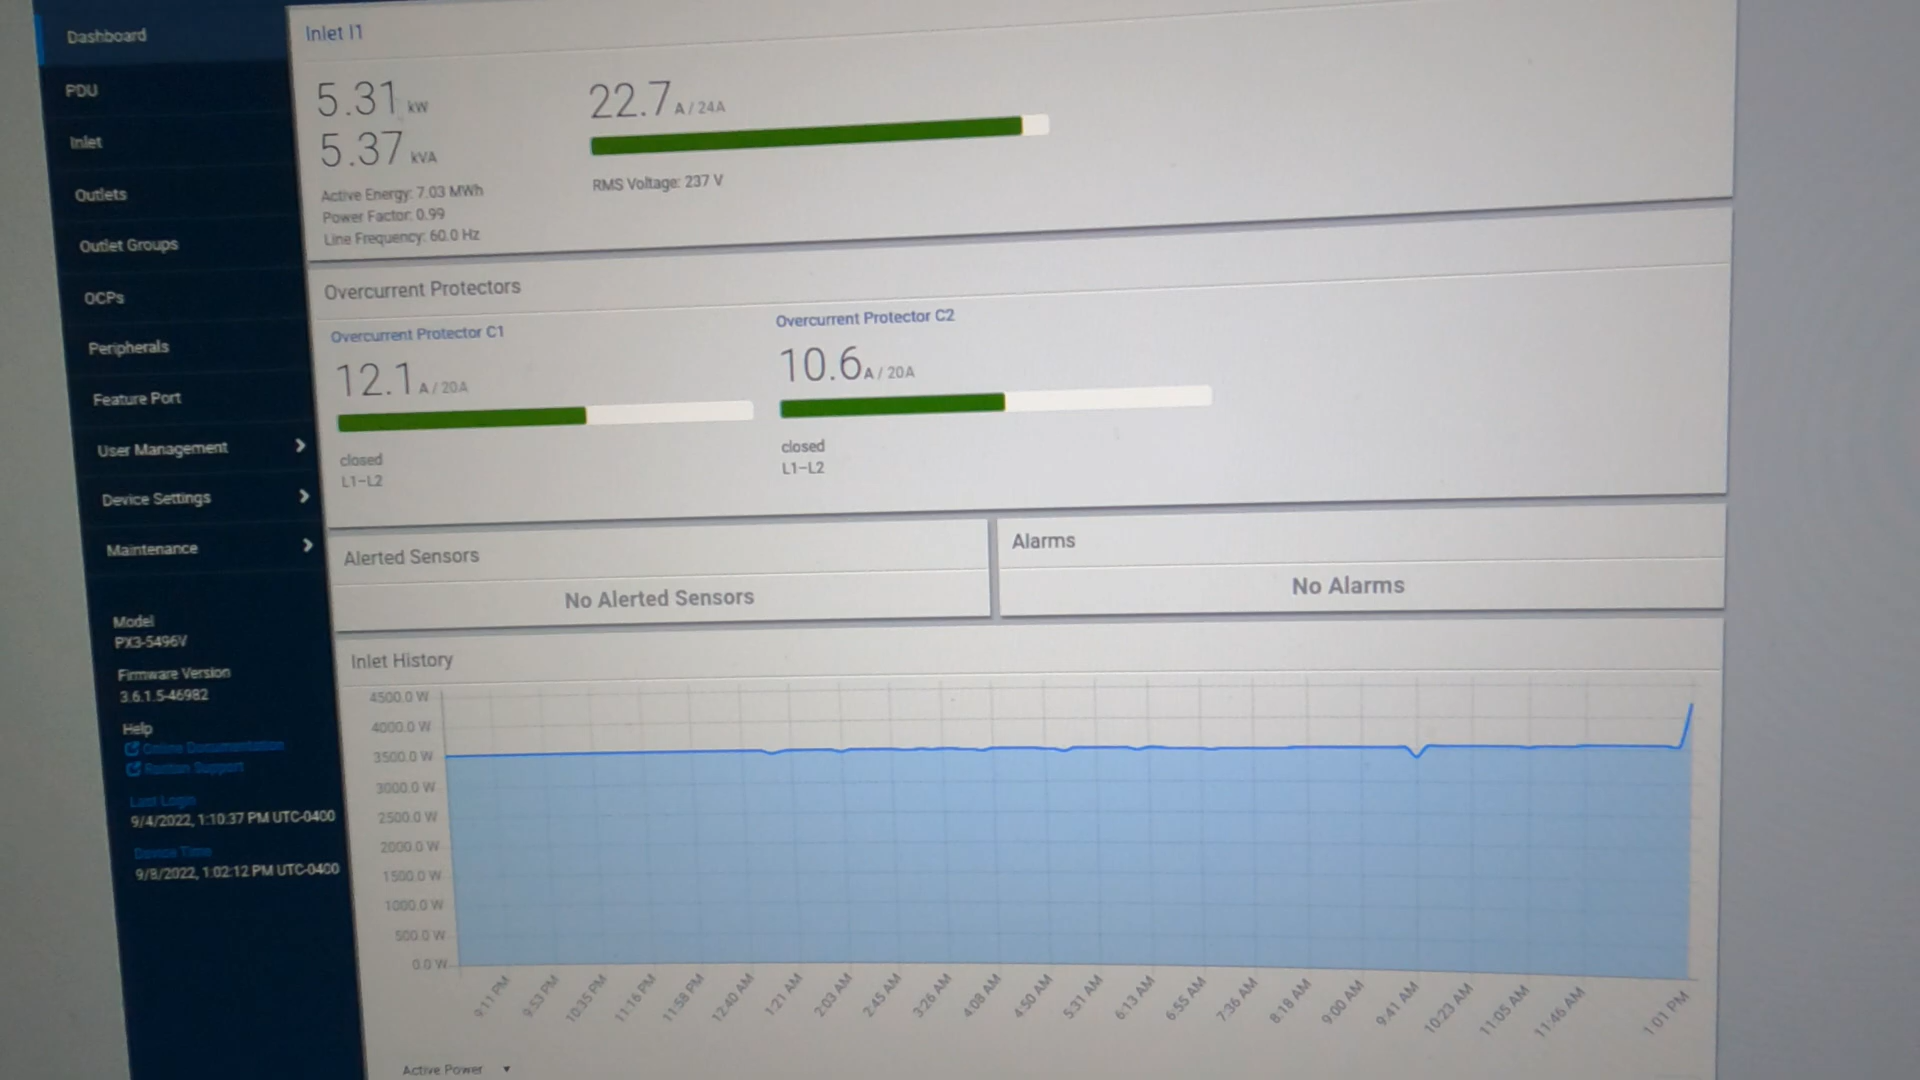 Dashboard
PDU
Inlet
Outlets
Outlet Groups
OCPs
Peripherals
Feature Port
User Management
Device Settings
Maintenance
Model
PX3-5496V
Firmware Version
3.6.1.5-46982
Help
Online Documentation
Raritan Support
Last Login
9/4/2022, 1:10:37 PM UTC-0400
Device Time
9/8/2022, 1:02:12 PM UTC-0400
Inlet I1
5.31 kW
5.37 kVA
Active Energy: 7.03 MWh
Power Factor: 0.99
Line Frequency: 60.0 Hz
22.7 A / 24A
RMS Voltage: 237 V
Overcurrent Protectors
Overcurrent Protector C1
12.1 A / 20A
closed
L1-L2
Overcurrent Protector C2
10.6 A / 20A
closed
L1-L2
Alerted Sensors
No Alerted Sensors
Alarms
No Alarms
Inlet History
4500.0 W
4000.0 W
3500.0 W
3000.0 W
2500.0 W
2000.0 W
1500.0 W
1000.0 W
500.0 W
0.0 W
9:11 PM
9:53 PM
10:35 PM
11:16 PM
11:58 PM
12:40 AM
1:21 AM
2:03 AM
2:45 AM
3:26 AM
4:08 AM
4:50 AM
5:31 AM
6:13 AM
6:55 AM
7:36 AM
8:18 AM
9:00 AM
9:41 AM
10:23 AM
11:05 AM
11:46 AM
1:01 PM
Active Power